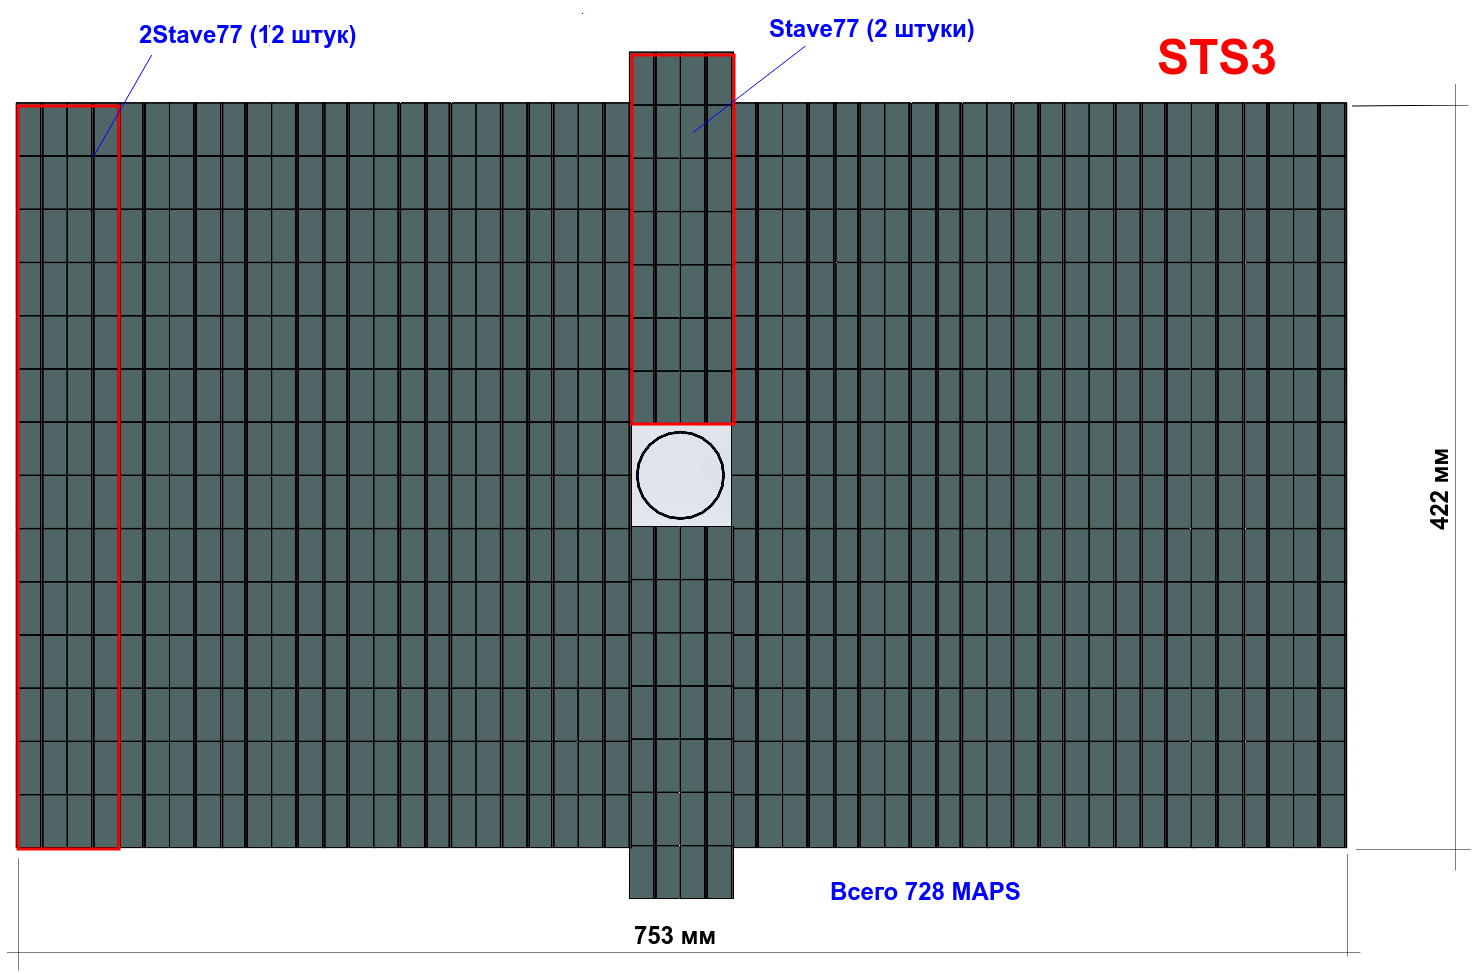 2Stave77 (12 штук)
Stave77 (2 штуки)
STS3
422 мм
Всего 728 MAPS
753 мм